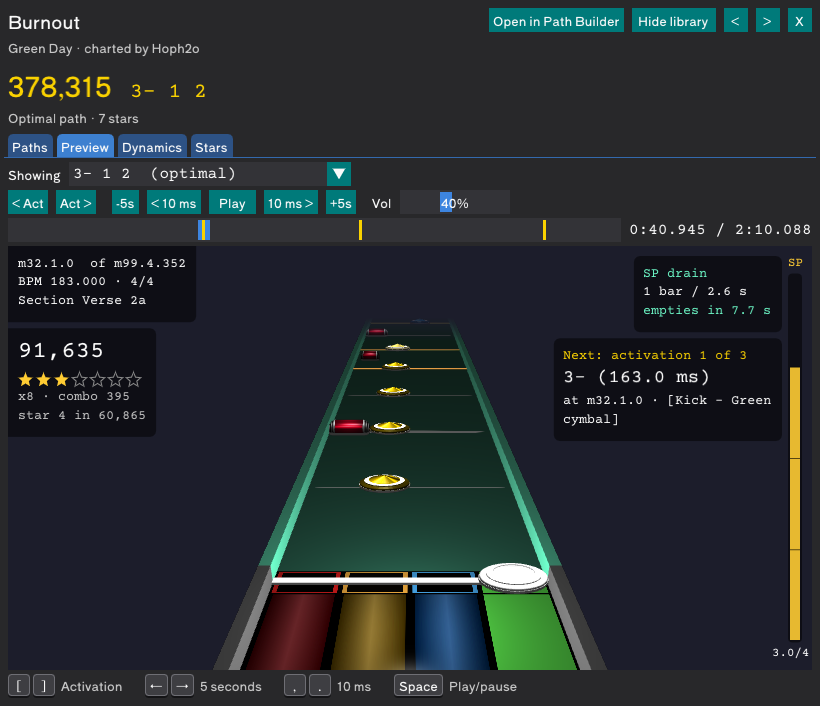 Burnout
Open in Path Builder
Hide library
<
>
X
Green Day · charted by Hoph2o
378,315 3- 1 2
Optimal path · 7 stars
Paths Preview Dynamics Stars
Showing 3- 1 2 (optimal)
< Act Act > -5s < 10 ms Play 10 ms > +5s Vol 40%
0:40.945 / 2:10.088
m32.1.0 of m99.4.352
BPM 183.000 · 4/4
Section Verse 2a
91,635
x8 · combo 395
star 4 in 60,865
SP drain
1 bar / 2.6 s
empties in 7.7 s
SP
Next: activation 1 of 3
3- (163.0 ms)
at m32.1.0 · [Kick - Green
cymbal]
3.0/4
[ ] Activation ← → 5 seconds , . 10 ms Space Play/pause